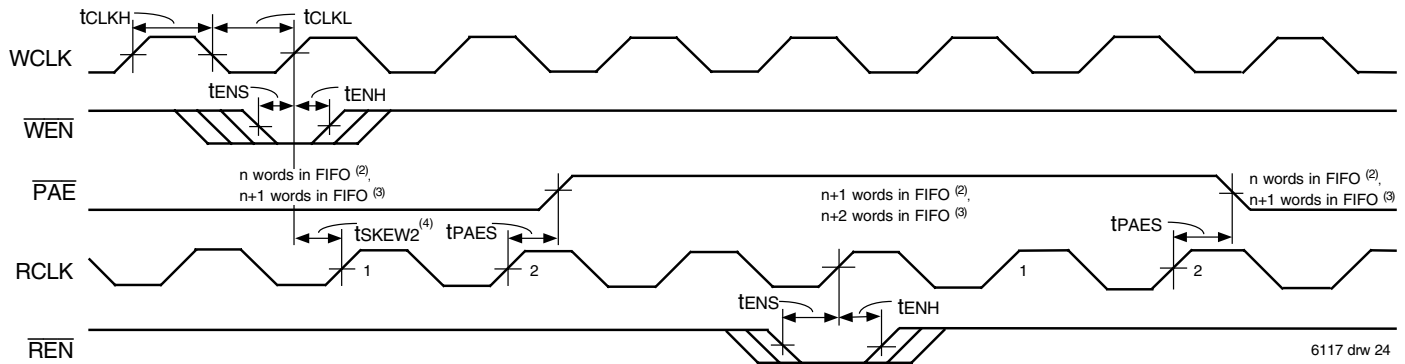 tCLKH tCLKL
WCLK
tENS tENH
WEN
n words in FIFO (2),
n+1 words in FIFO (3)
PAE
n+1 words in FIFO (2),
n+2 words in FIFO (3)
n words in FIFO (2),
n+1 words in FIFO (3)
tSKEW2(4) tPAES tPAES
RCLK 1 2 1 2
tENS tENH
REN
6117 drw 24